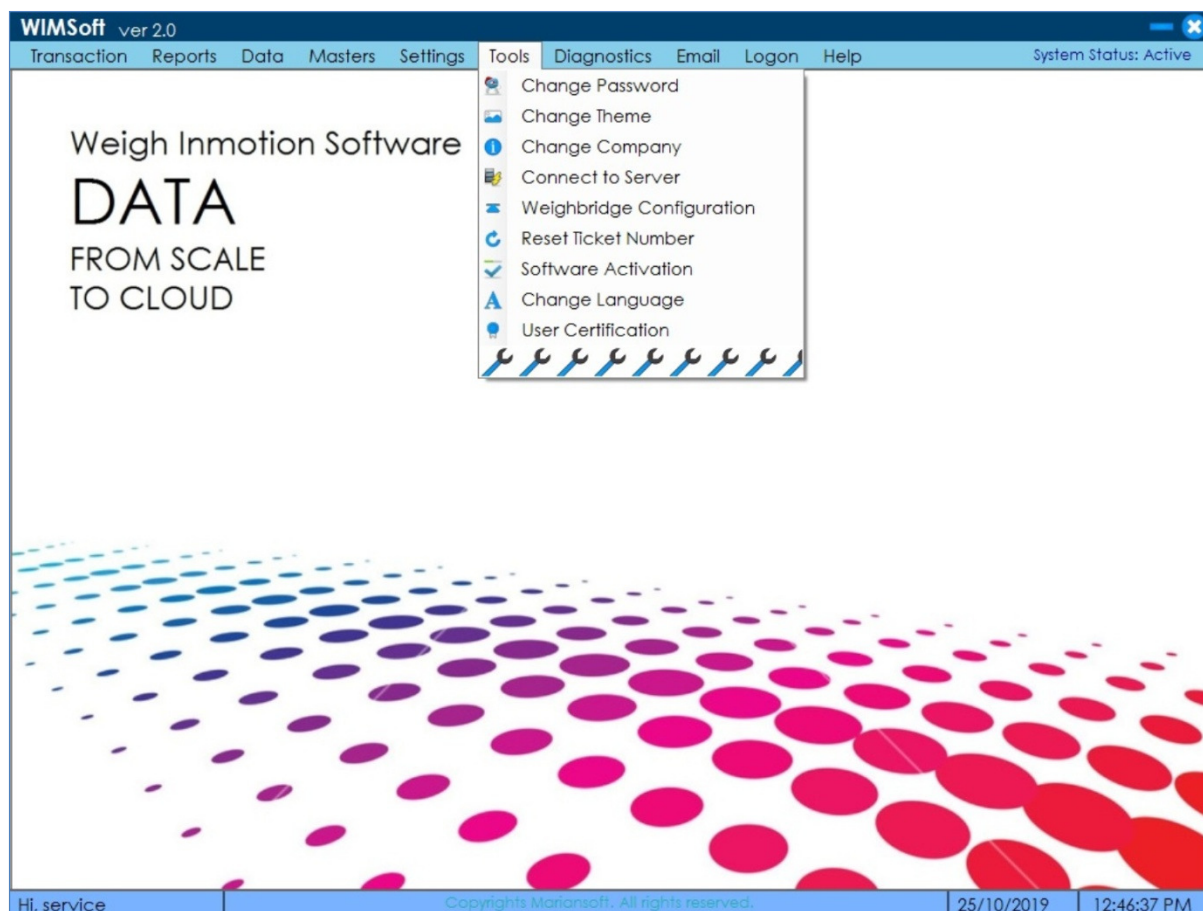 WIMSoft ver 2.0
Transaction Reports Data Masters Settings Tools Diagnostics Email Logon Help System Status: Active
Change Password
Change Theme
Change Company
Connect to Server
Weighbridge Configuration
Reset Ticket Number
Software Activation
Change Language
User Certification
Weigh Inmotion Software
DATA
FROM SCALE
TO CLOUD
Hi, service Copyrights Mariansoft. All rights reserved. 25/10/2019 12:46:37 PM